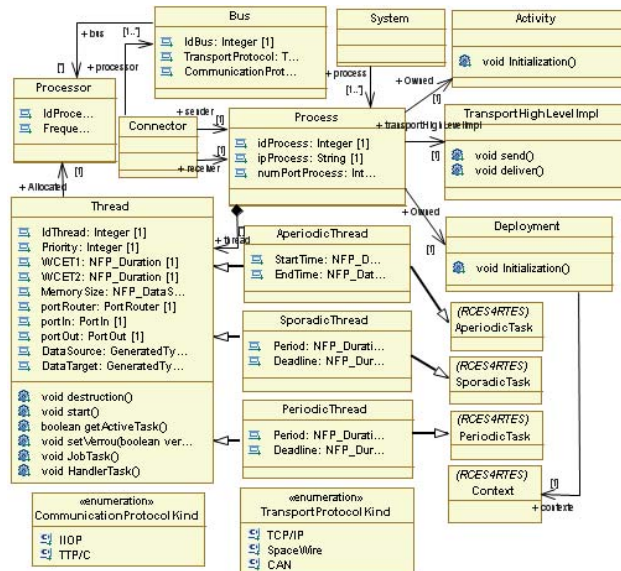 Bus
IdBus: Integer [1]
TransportProtocol: T...
CommunicationProt...
System
Activity
void Initialization()
+ bus
[*]
[1..*]
+ processor
+ process
[1..*]
+ Owned
[1]
Processor
IdProce...
Freque...
Connector
+ sender
[1]
+ receiver
[1]
Process
idProcess: Integer [1]
ipProcess: String [1]
numPortProcess: Int...
+ transportHighLevelImpl
[1]
TransportHighLevelImpl
void send()
void deliver()
+ Allocated
[1]
+ Owned
[1]
Deployment
void Initialization()
Thread
IdThread: Integer [1]
Priority: Integer [1]
WCET1: NFP_Duration [1]
WCET2: NFP_Duration [1]
MemorySize: NFP_DataS...
portRouter: PortRouter [1]
portIn: PortIn [1]
portOut: PortOut [1]
DataSource: GeneratedTy...
DataTarget: GeneratedTy...
void destruction()
void start()
boolean getActiveTask()
void setVerrou(boolean ver...
void JobTask()
void HandlerTask()
+ thread
[*]
AperiodicThread
StartTime: NFP_D...
EndTime: NFP_Dat...
SporadicThread
Period: NFP_Durati...
Deadline: NFP_Dur...
PeriodicThread
Period: NFP_Durati...
Deadline: NFP_Dur...
(RCES4RTES)
AperiodicTask
(RCES4RTES)
SporadicTask
(RCES4RTES)
PeriodicTask
(RCES4RTES)
Context
[1]
+ contexte
«enumeration»
CommunicationProtocolKind
IIOP
TTP/C
«enumeration»
TransportProtocolKind
TCP/IP
SpaceWire
CAN